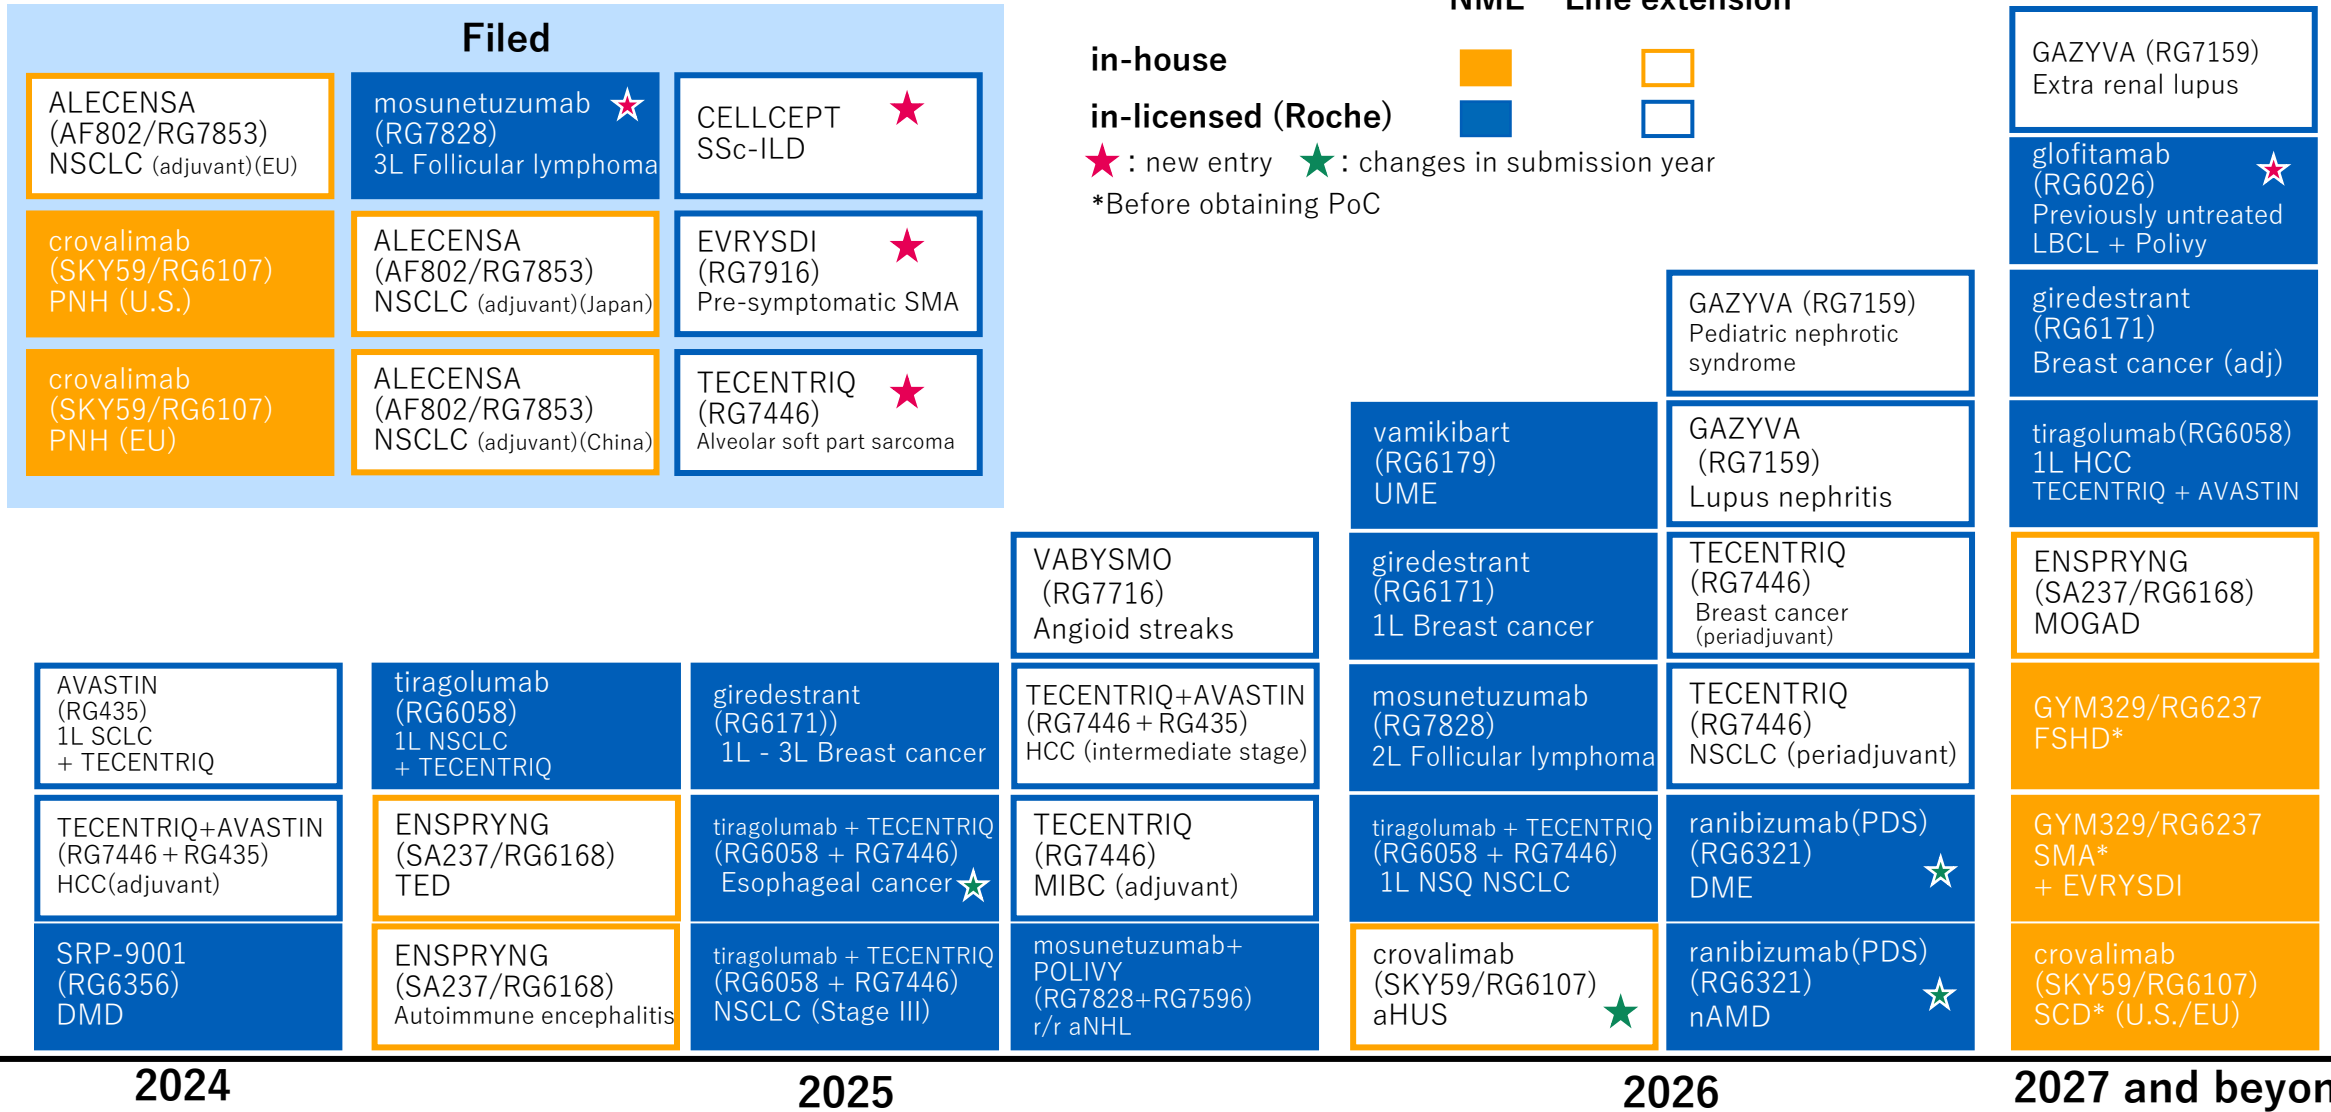 Filed
ALECENSA
(AF802/RG7853)
NSCLC (adjuvant)(EU)
crovalimab
(SKY59/RG6107)
PNH (U.S.)
crovalimab
(SKY59/RG6107)
PNH (EU)
mosunetuzumab
(RG7828)
3L Follicular lymphoma
ALECENSA
(AF802/RG7853)
NSCLC (adjuvant)(Japan)
ALECENSA
(AF802/RG7853)
NSCLC (adjuvant)(China)
CELLCEPT
SSc-ILD
EVRYSDI
(RG7916)
Pre-symptomatic SMA
TECENTRIQ
(RG7446)
Alveolar soft part sarcoma
NME Line extension
in-house
in-licensed (Roche)
: new entry : changes in submission year
*Before obtaining PoC
AVASTIN
(RG435)
1L SCLC
+ TECENTRIQ
TECENTRIQ+AVASTIN
(RG7446+RG435)
HCC(adjuvant)
SRP-9001
(RG6356)
DMD
tiragolumab
(RG6058)
1L NSCLC
+ TECENTRIQ
ENSPRYNG
(SA237/RG6168)
TED
ENSPRYNG
(SA237/RG6168)
Autoimmune encephalitis
giredestrant
(RG6171))
1L - 3L Breast cancer
tiragolumab + TECENTRIQ
(RG6058 + RG7446)
Esophageal cancer
tiragolumab + TECENTRIQ
(RG6058 + RG7446)
NSCLC (Stage III)
VABYSMO
(RG7716)
Angioid streaks
TECENTRIQ+AVASTIN
(RG7446+RG435)
HCC (intermediate stage)
TECENTRIQ
(RG7446)
MIBC (adjuvant)
mosunetuzumab+
POLIVY
(RG7828+RG7596)
r/r aNHL
vamikibart
(RG6179)
UME
giredestrant
(RG6171)
1L Breast cancer
mosunetuzumab
(RG7828)
2L Follicular lymphoma
tiragolumab + TECENTRIQ
(RG6058 + RG7446)
1L NSQ NSCLC
crovalimab
(SKY59/RG6107)
aHUS
GAZYVA (RG7159)
Pediatric nephrotic
syndrome
GAZYVA
(RG7159)
Lupus nephritis
TECENTRIQ
(RG7446)
Breast cancer
(periadjuvant)
TECENTRIQ
(RG7446)
NSCLC (periadjuvant)
ranibizumab(PDS)
(RG6321)
DME
ranibizumab(PDS)
(RG6321)
nAMD
GAZYVA (RG7159)
Extra renal lupus
glofitamab
(RG6026)
Previously untreated
LBCL + Polivy
giredestrant
(RG6171)
Breast cancer (adj)
tiragolumab(RG6058)
1L HCC
TECENTRIQ + AVASTIN
ENSPRYNG
(SA237/RG6168)
MOGAD
GYM329/RG6237
FSHD*
GYM329/RG6237
SMA*
+ EVRYSDI
crovalimab
(SKY59/RG6107)
SCD* (U.S./EU)
2024
2025
2026
2027 and beyon